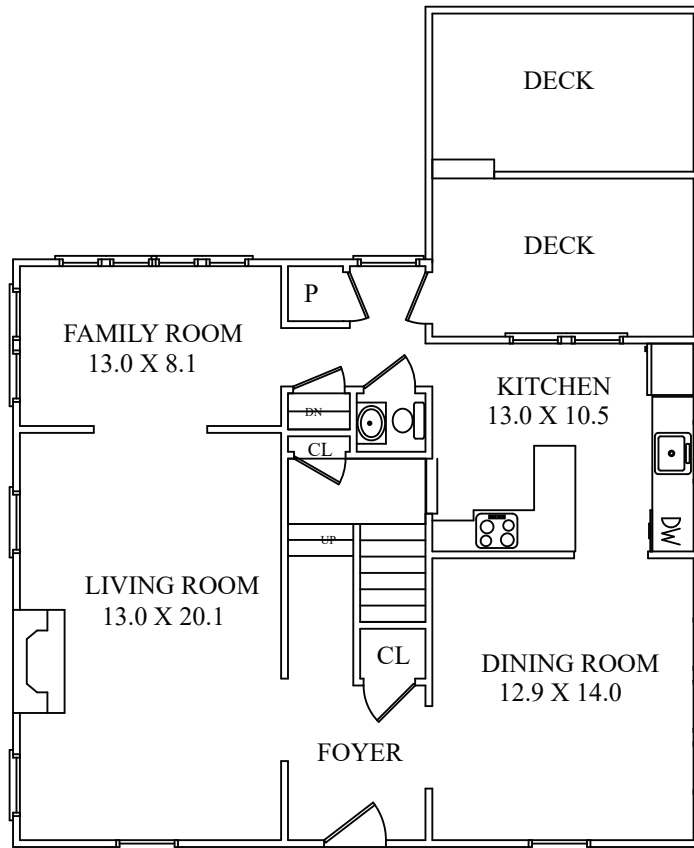 DECK
DECK
P
FAMILY ROOM
13.0 X 8.1
KITCHEN
13.0 X 10.5
DN
CL
DW
UP
LIVING ROOM
13.0 X 20.1
CL
DINING ROOM
12.9 X 14.0
FOYER